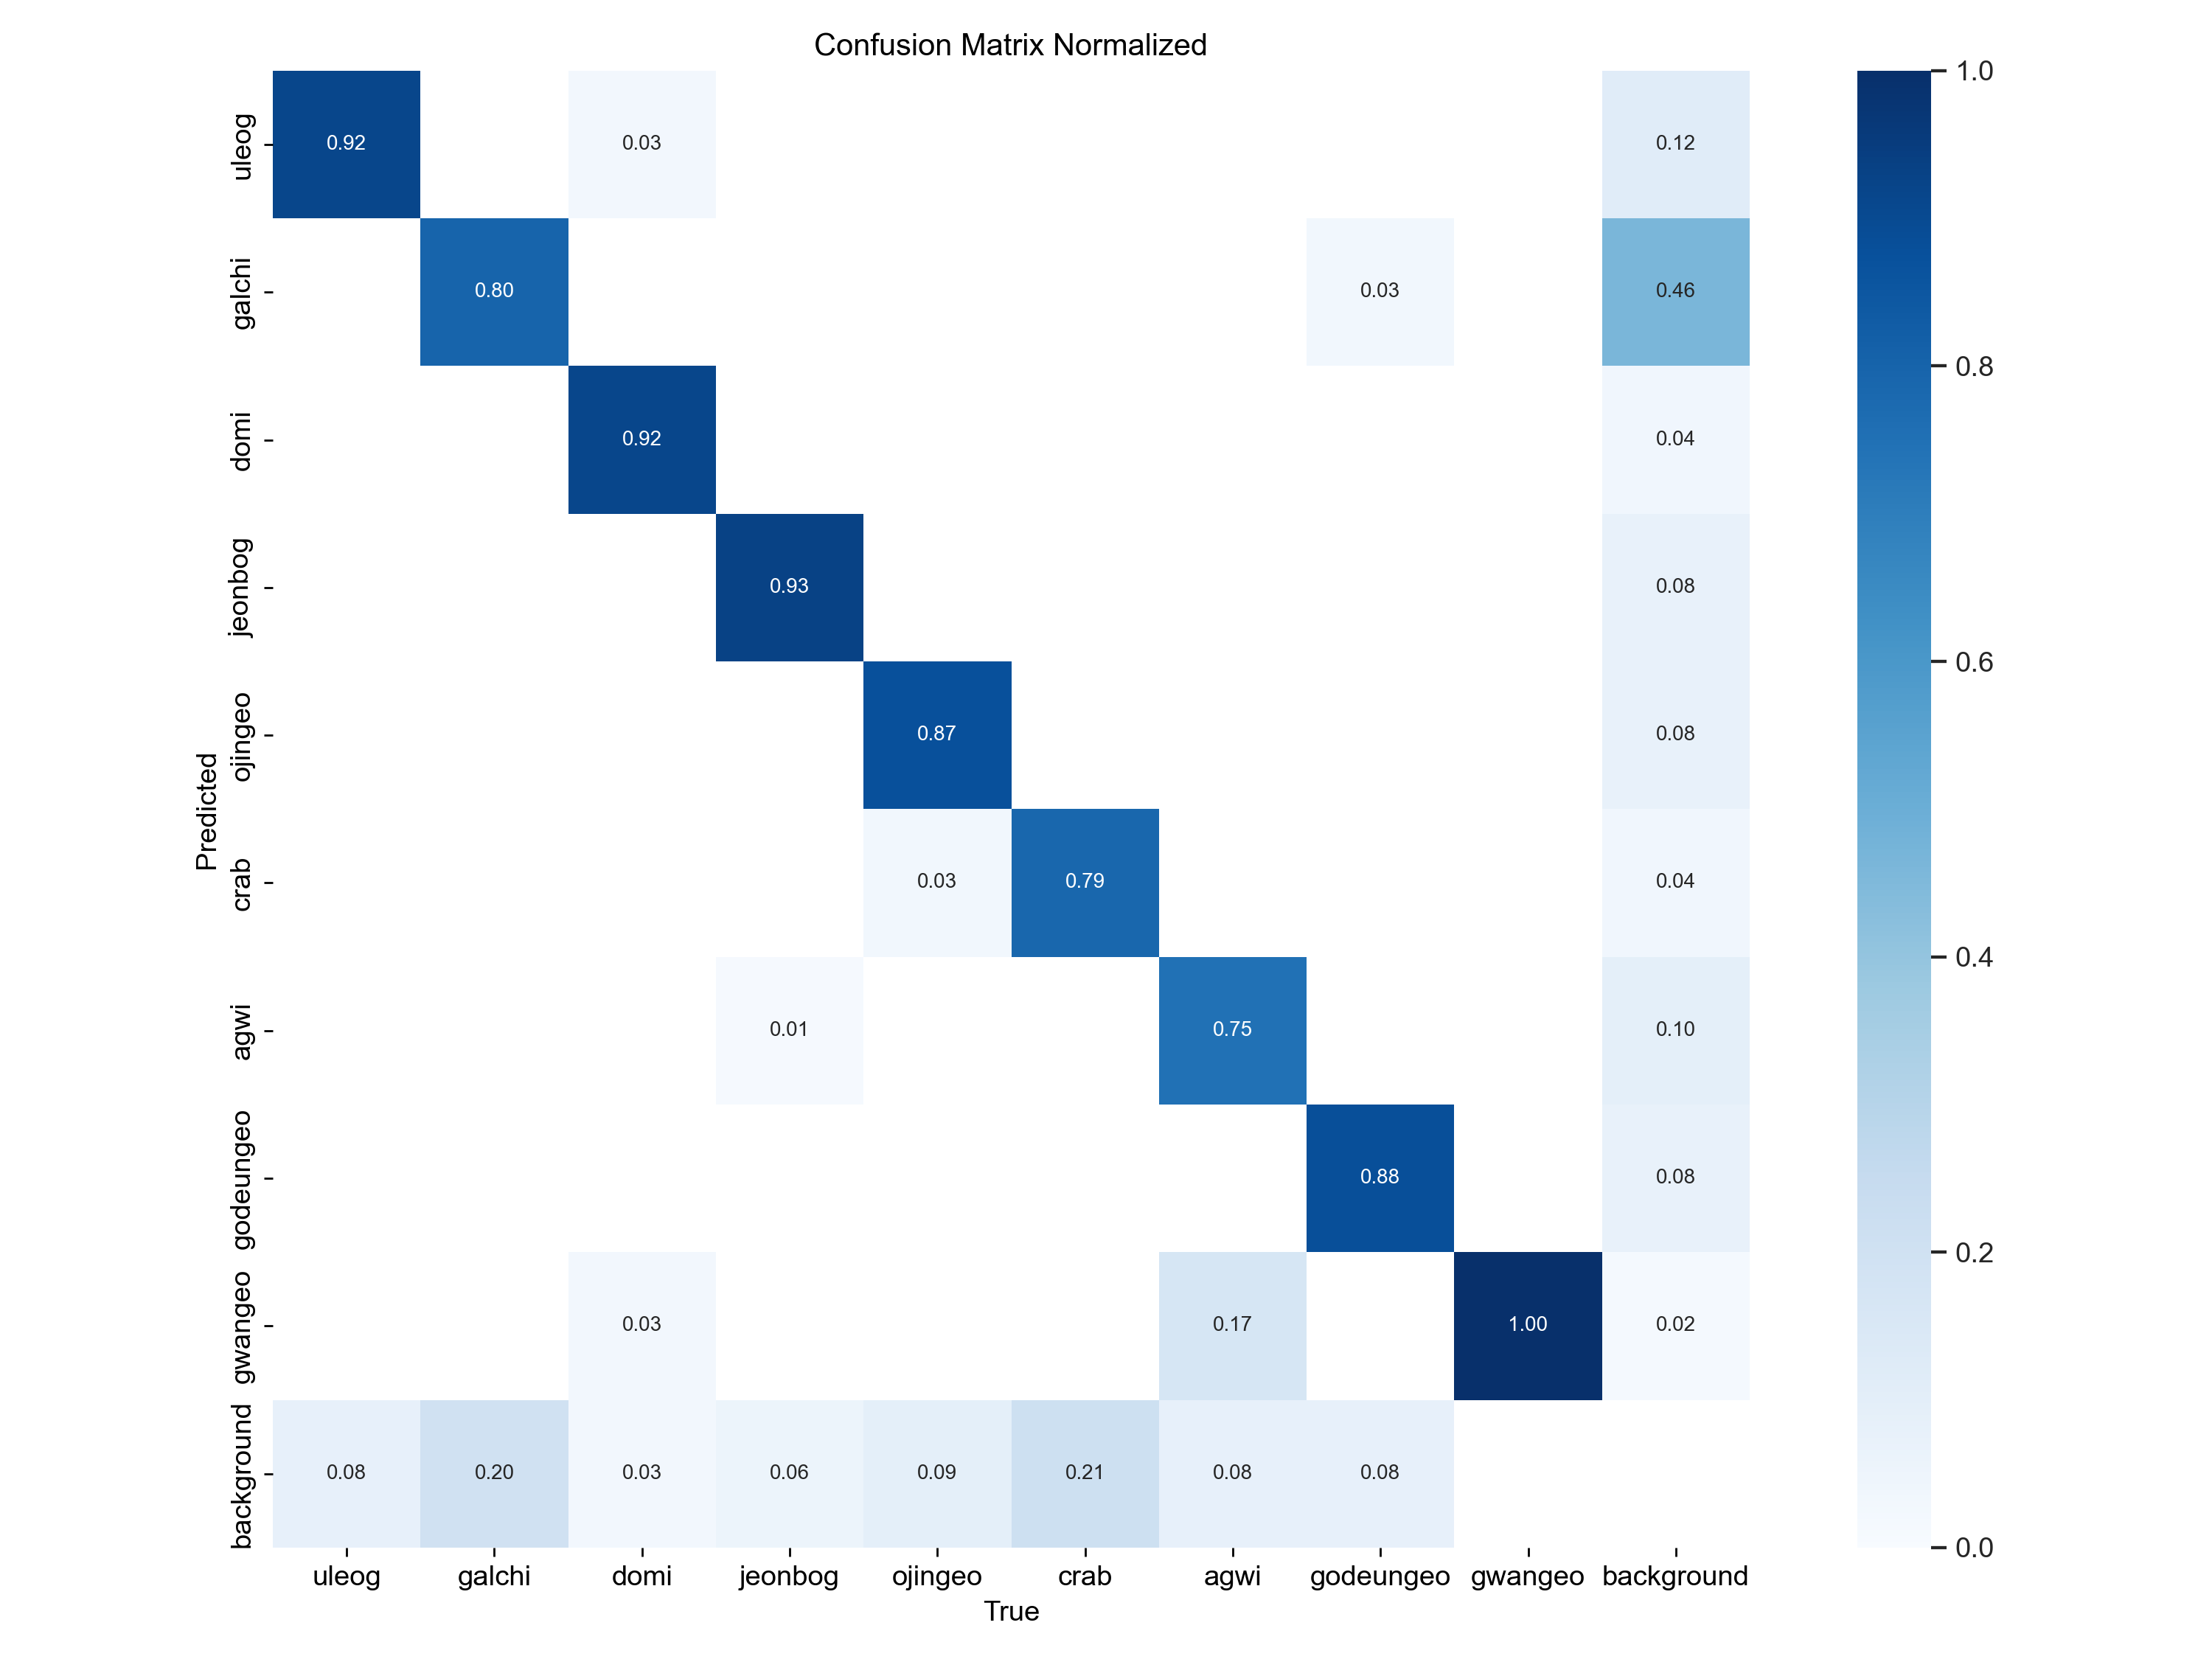 Confusion Matrix Normalized
uleog 0.92 0.03 0.12
galchi 0.80 0.03 0.46
domi 0.92 0.04
jeonbog 0.93 0.08
ojingeo 0.87 0.08
crab 0.03 0.79 0.04
agwi 0.01 0.75 0.10
godeungeo 0.88 0.08
gwangeo 0.03 0.17 1.00 0.02
background 0.08 0.20 0.03 0.06 0.09 0.21 0.08 0.08
Predicted
uleog galchi domi jeonbog ojingeo crab agwi godeungeo gwangeo background
True
1.0
0.8
0.6
0.4
0.2
0.0